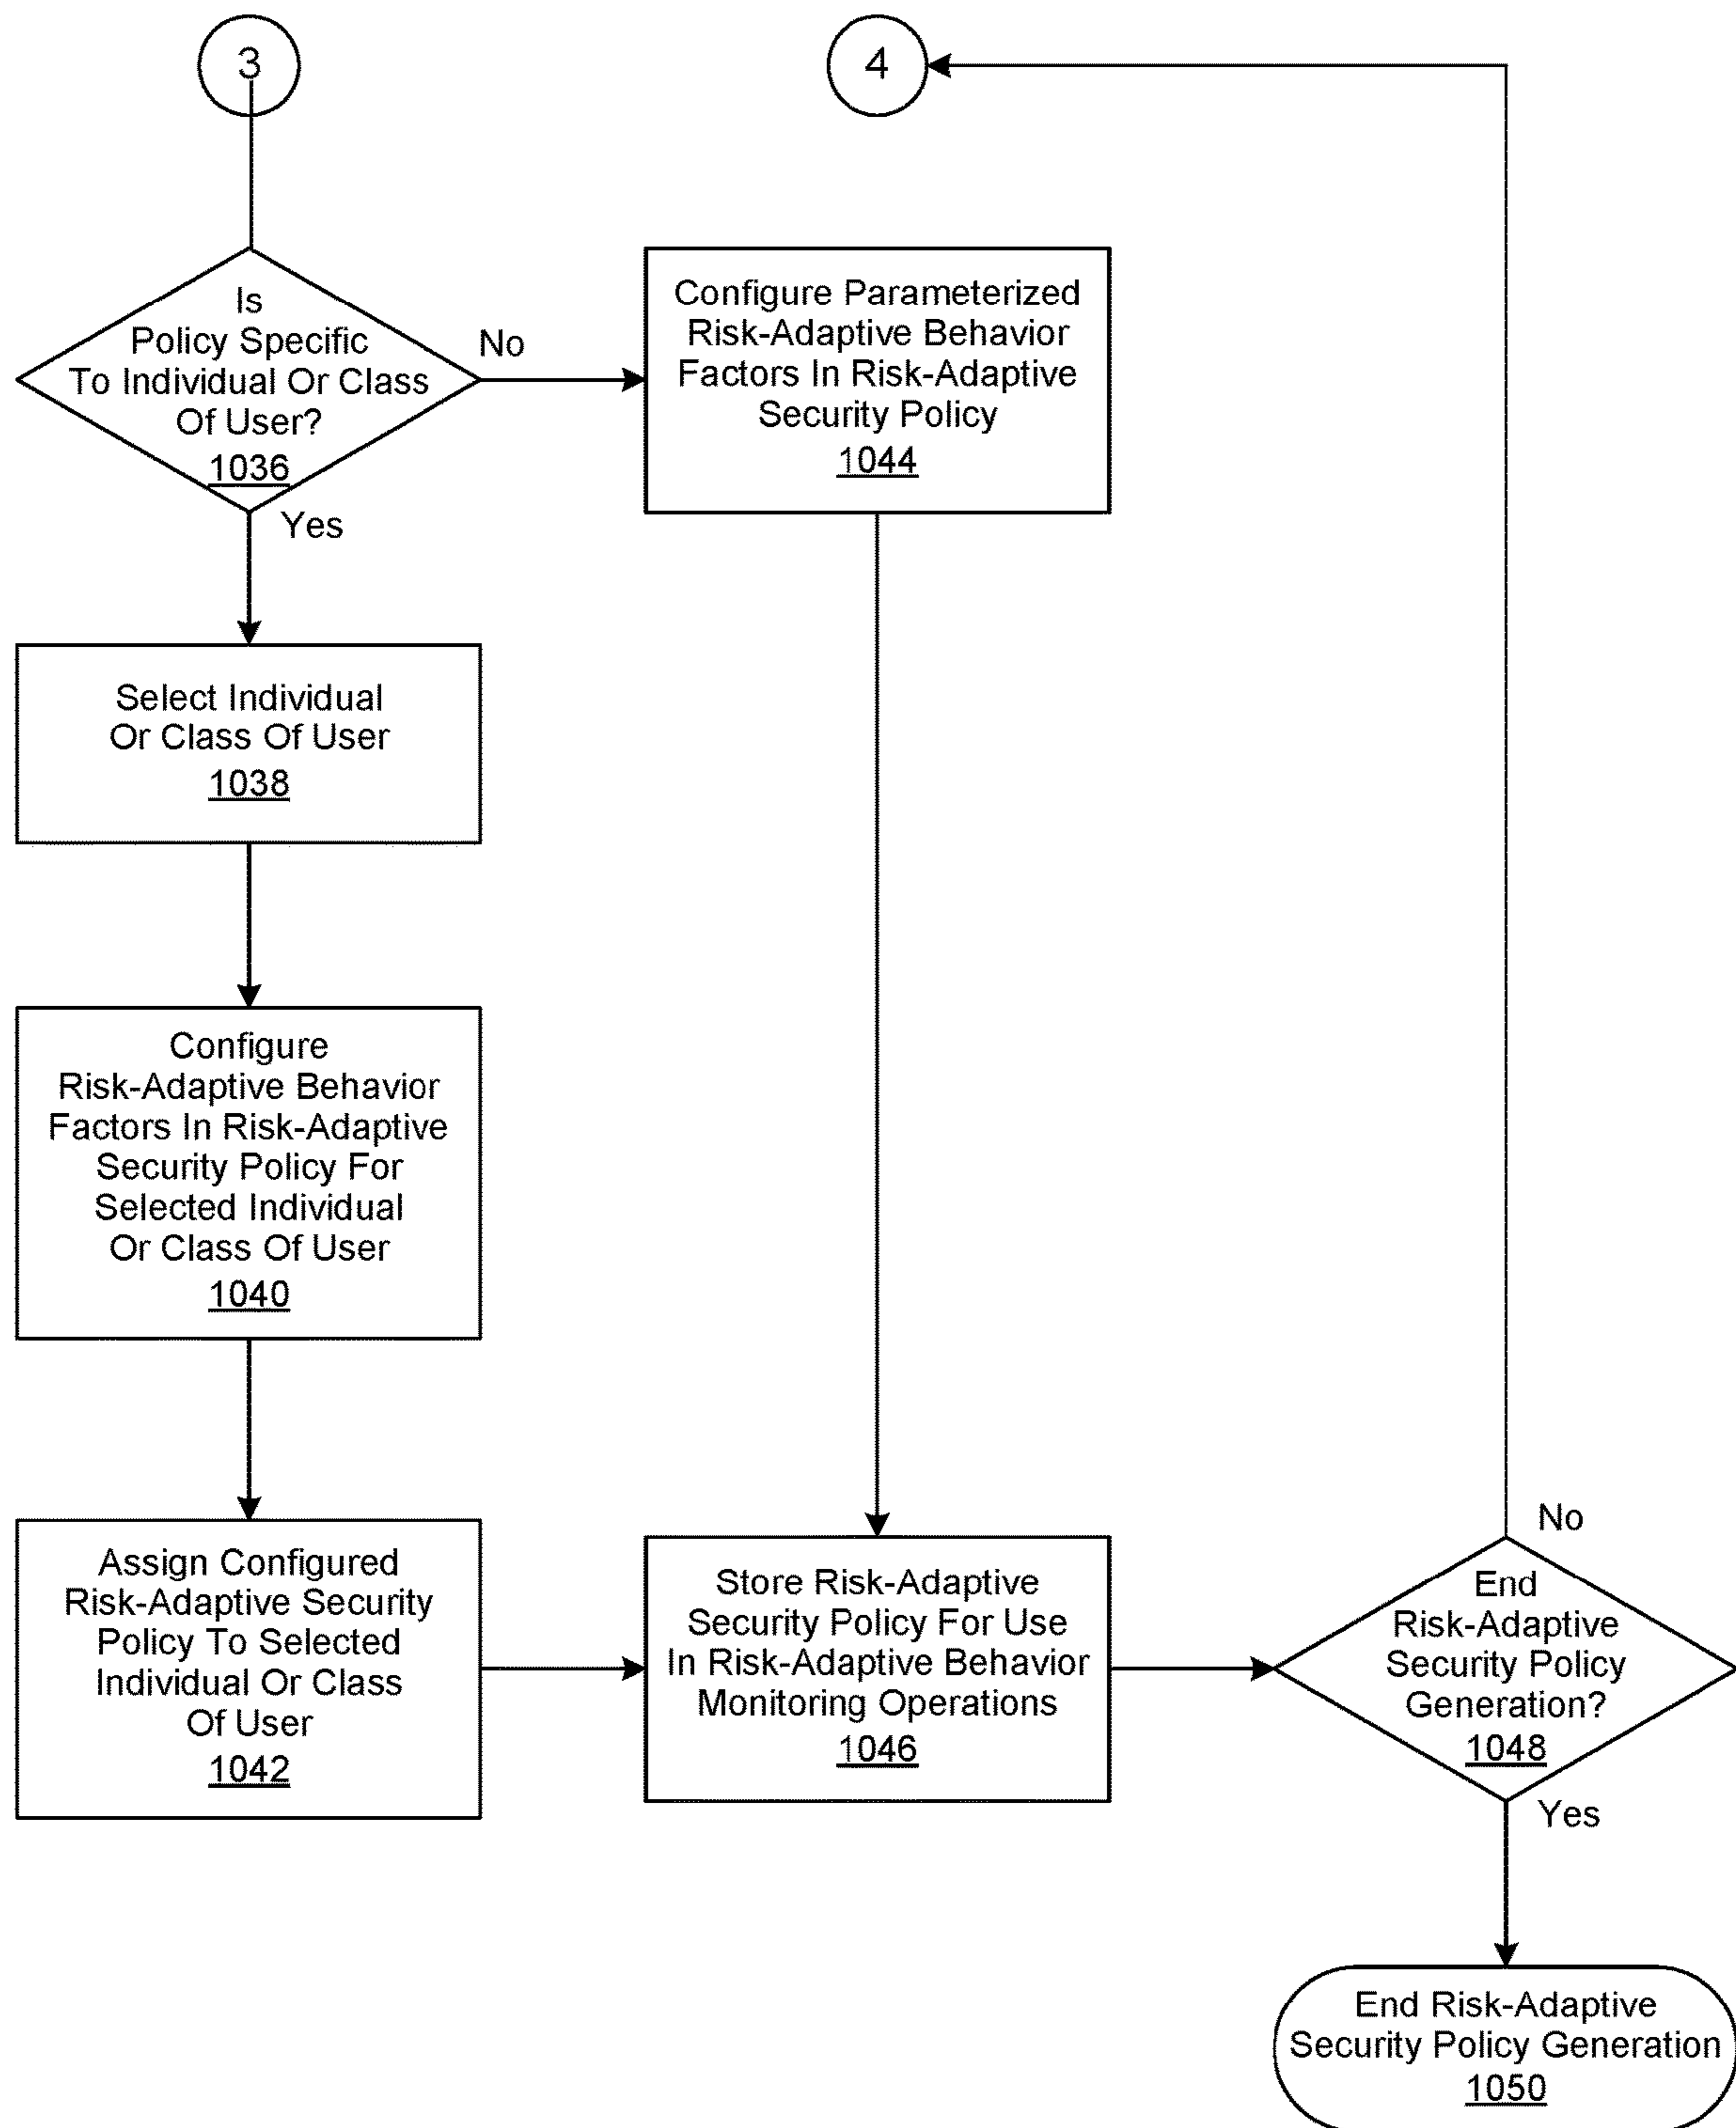 3
4
Is
Policy Specific
To Individual Or Class
Of User?
1036
No
Yes
Configure Parameterized
Risk-Adaptive Behavior
Factors In Risk-Adaptive
Security Policy
1044
Select Individual
Or Class Of User
1038
Configure
Risk-Adaptive Behavior
Factors In Risk-Adaptive
Security Policy For
Selected Individual
Or Class Of User
1040
Assign Configured
Risk-Adaptive Security
Policy To Selected
Individual Or Class
Of User
1042
Store Risk-Adaptive
Security Policy For Use
In Risk-Adaptive Behavior
Monitoring Operations
1046
No
End
Risk-Adaptive
Security Policy
Generation?
1048
Yes
End Risk-Adaptive
Security Policy Generation
1050